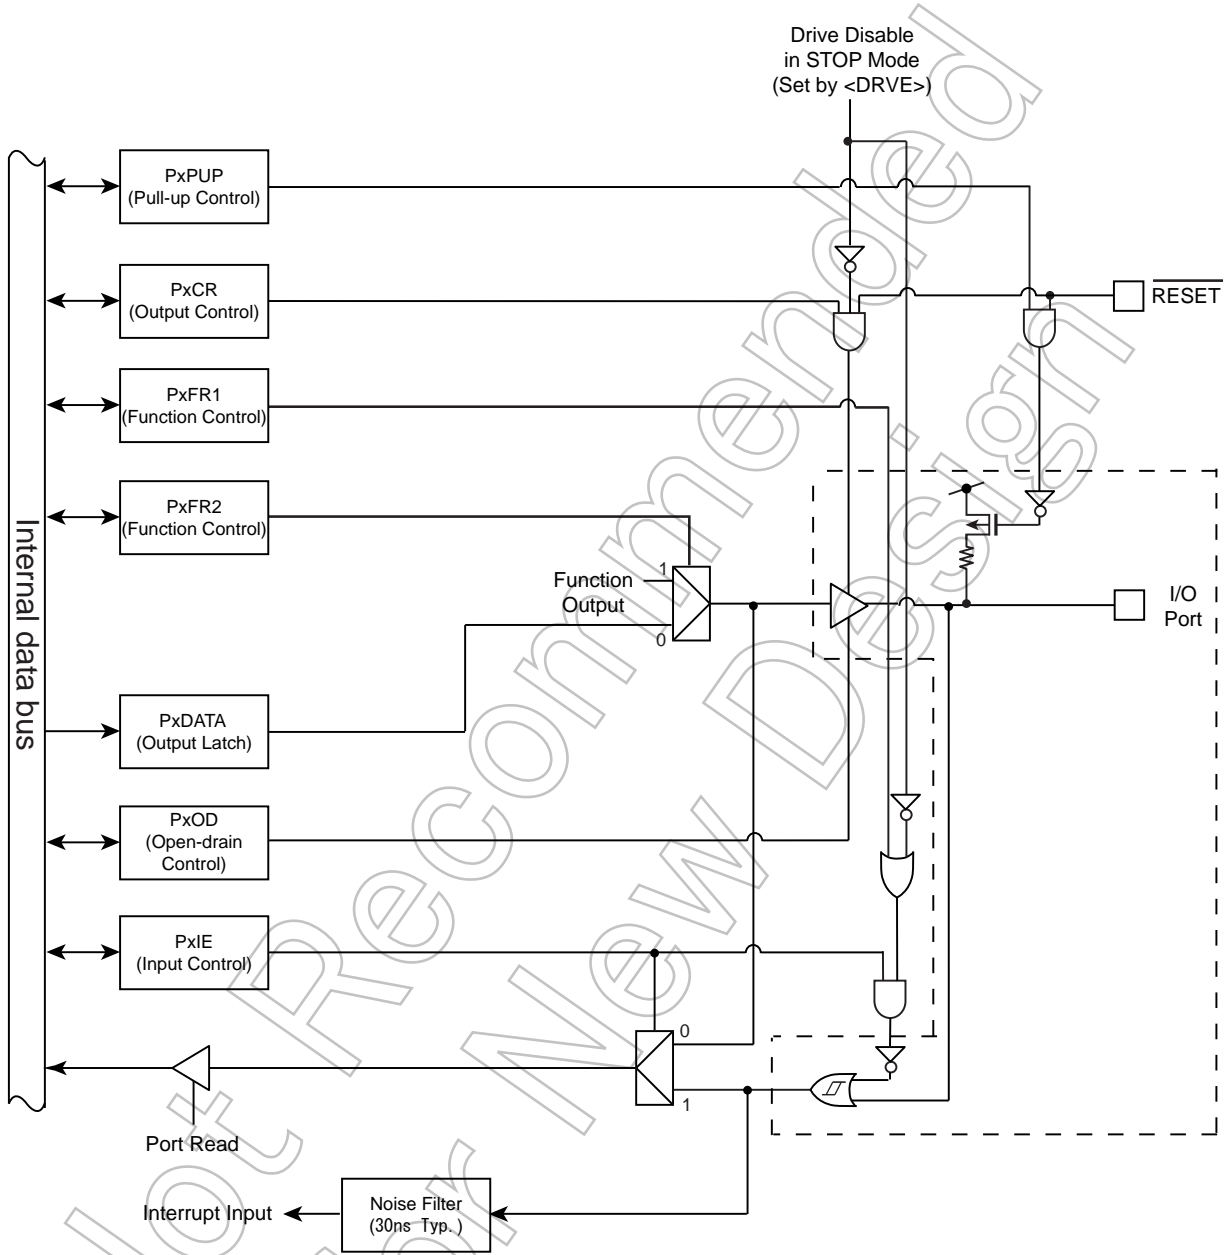 Drive Disable
in STOP Mode
(Set by <DRVE>)
PxPUP
(Pull-up Control)
PxCR
(Output Control)
RESET
PxFR1
(Function Control)
PxFR2
(Function Control)
Internal data bus
1
Function
Output
0
I/O
Port
PxDATA
(Output Latch)
PxOD
(Open-drain
Control)
PxIE
(Input Control)
0
1
Port Read
Interrupt Input
Noise Filter
(30ns Typ.)
Not Recommended
for New Design